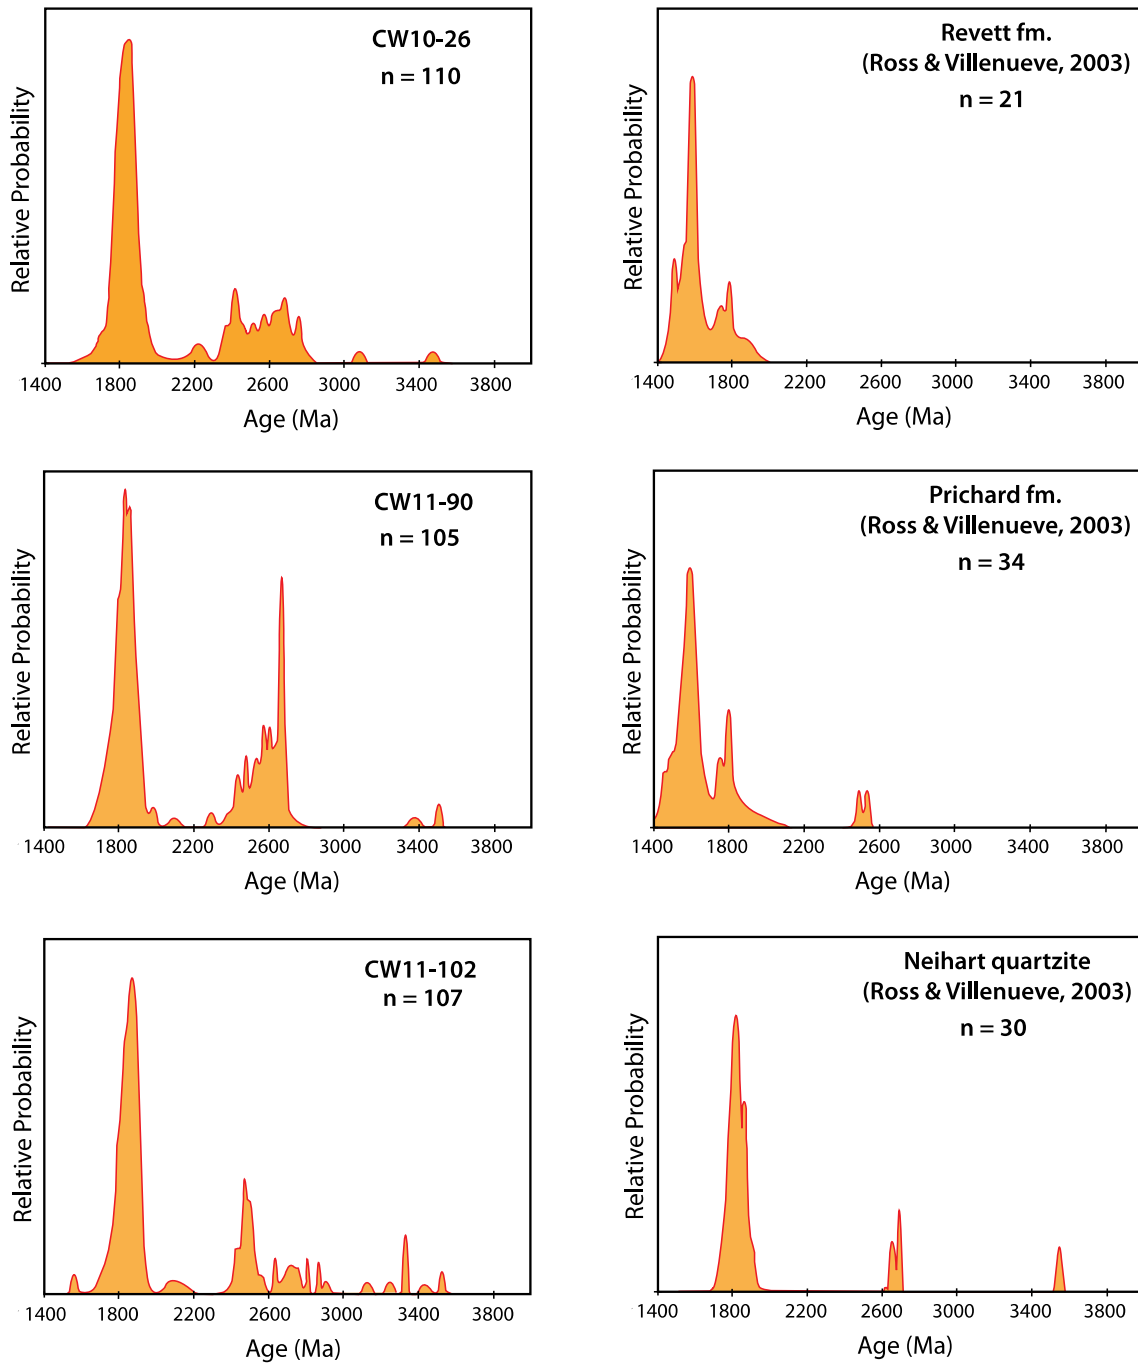 CW10-26
n = 110
Relative Probability
1400 1800 2200 2600 3000 3400 3800
Age (Ma)
Revett fm.
(Ross & Villenueve, 2003)
n = 21
Relative Probability
1400 1800 2200 2600 3000 3400 3800
Age (Ma)
CW11-90
n = 105
Relative Probability
1400 1800 2200 2600 3000 3400 3800
Age (Ma)
Prichard fm.
(Ross & Villenueve, 2003)
n = 34
Relative Probability
1400 1800 2200 2600 3000 3400 3800
Age (Ma)
CW11-102
n = 107
Relative Probability
1400 1800 2200 2600 3000 3400 3800
Age (Ma)
Neihart quartzite
(Ross & Villenueve, 2003)
n = 30
Relative Probability
1400 1800 2200 2600 3000 3400 3800
Age (Ma)